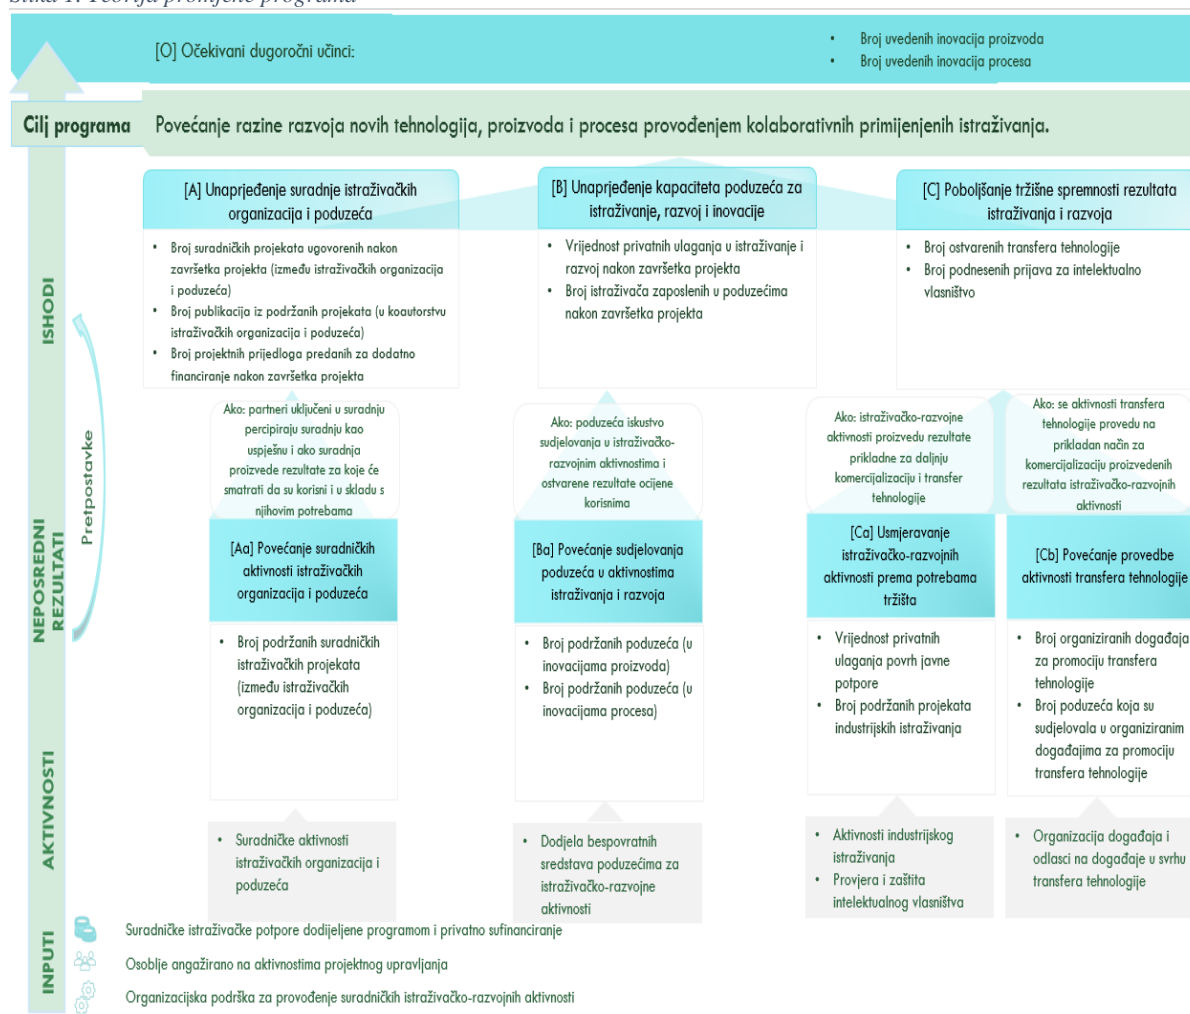 Slika 1. Teorija promjene programa
[O] Očekivani dugoročni učinci:
• Broj uvedenih inovacija proizvoda
• Broj uvedenih inovacija procesa
Cilj programa
Povećanje razine razvoja novih tehnologija, proizvoda i procesa provođenjem kolaborativnih primijenjenih istraživanja.
ISHODI
[A] Unaprjeđenje suradnje istraživačkih
organizacija i poduzeća
• Broj suradničkih projekata ugovorenih nakon
završetka projekta (između istraživačkih organizacija
i poduzeća)
• Broj publikacija iz podržanih projekata (u koautorstvu
istraživačkih organizacija i poduzeća)
• Broj projektnih prijedloga predanih za dodatno
financiranje nakon završetka projekta
[B] Unaprjeđenje kapaciteta poduzeća za
istraživanje, razvoj i inovacije
• Vrijednost privatnih ulaganja u istraživanje i
razvoj nakon završetka projekta
• Broj istraživača zaposlenih u poduzećima
nakon završetka projekta
[C] Poboljšanje tržišne spremnosti rezultata
istraživanja i razvoja
• Broj ostvarenih transfera tehnologije
• Broj podnesenih prijava za intelektualno
vlasništvo
Pretpostavke
Ako: partneri uključeni u suradnju
percipiraju suradnju kao
uspješnu i ako suradnja
proizvede rezultate za koje će
smatrati da su korisni i u skladu s
njihovim potrebama
Ako: poduzeća iskustvo
sudjelovanja u istraživačko-
razvojnim aktivnostima i
ostvarene rezultate ocijene
korisnima
Ako: istraživačko-razvojne
aktivnosti proizvedu rezultate
prikladne za daljnju
komercijalizaciju i transfer
tehnologije
Ako: se aktivnosti transfera
tehnologije provedu na
prikladan način za
komercijalizaciju proizvedenih
rezultata istraživačko-razvojnih
aktivnosti
NEPOSREDNI
REZULTATI
[Aa] Povećanje suradničkih
aktivnosti istraživačkih
organizacija i poduzeća
• Broj podržanih suradničkih
istraživačkih projekata
(između istraživačkih
organizacija i poduzeća)
[Ba] Povećanje sudjelovanja
poduzeća u aktivnostima
istraživanja i razvoja
• Broj podržanih poduzeća (u
inovacijama proizvoda)
• Broj podržanih poduzeća (u
inovacijama procesa)
[Ca] Usmjeravanje
istraživačko-razvojnih
aktivnosti prema potrebama
tržišta
• Vrijednost privatnih
ulaganja povrh javne
potpore
• Broj podržanih projekata
industrijskih istraživanja
[Cb] Povećanje provedbe
aktivnosti transfera tehnologije
• Broj organiziranih događaja
za promociju transfera
tehnologije
• Broj poduzeća koja su
sudjelovala u organiziranim
događajima za promociju
transfera tehnologije
AKTIVNOSTI
• Suradničke aktivnosti
istraživačkih organizacija i
poduzeća
• Dodjela bespovratnih
sredstava poduzećima za
istraživačko-razvojne
aktivnosti
• Aktivnosti industrijskog
istraživanja
• Provjera i zaštita
intelektualnog vlasništva
• Organizacija događaja i
odlasci na događaje u svrhu
transfera tehnologije
INPUTI
Suradničke istraživačke potpore dodijeljene programom i privatno sufinanciranje
Osoblje angažirano na aktivnostima projektnog upravljanja
Organizacijska podrška za provođenje suradničkih istraživačko-razvojnih aktivnosti